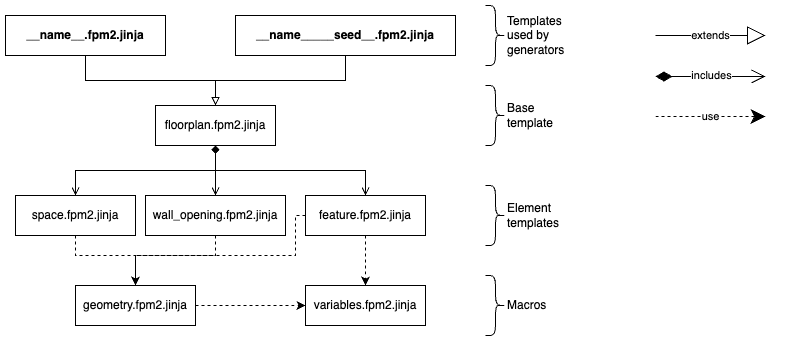 __name__.fpm2.jinja
__name_____seed__.fpm2.jinja
Templates
used by
generators
extends
includes
use
floorplan.fpm2.jinja
Base
template
space.fpm2.jinja
wall_opening.fpm2.jinja
feature.fpm2.jinja
Element
templates
geometry.fpm2.jinja
variables.fpm2.jinja
Macros